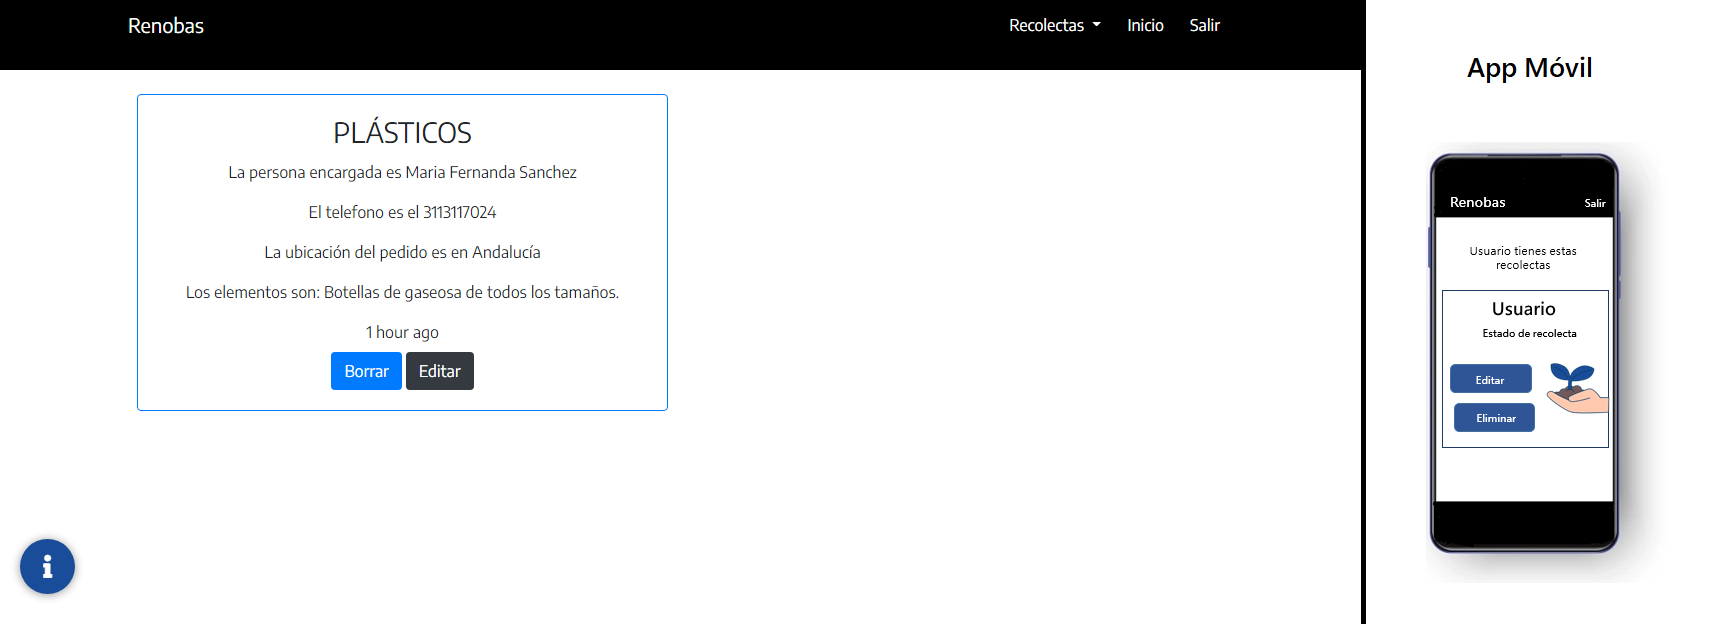 Renobas
Recolectas
Inicio
Salir
PLÁSTICOS
La persona encargada es Maria Fernanda Sanchez
El telefono es el 3113117024
La ubicación del pedido es en Andalucía
Los elementos son: Botellas de gaseosa de todos los tamaños.
1 hour ago
Borrar
Editar
App Móvil
Renobas
Salir
Usuario tienes estas
recolectas
Usuario
Estado de recolecta
Editar
Eliminar